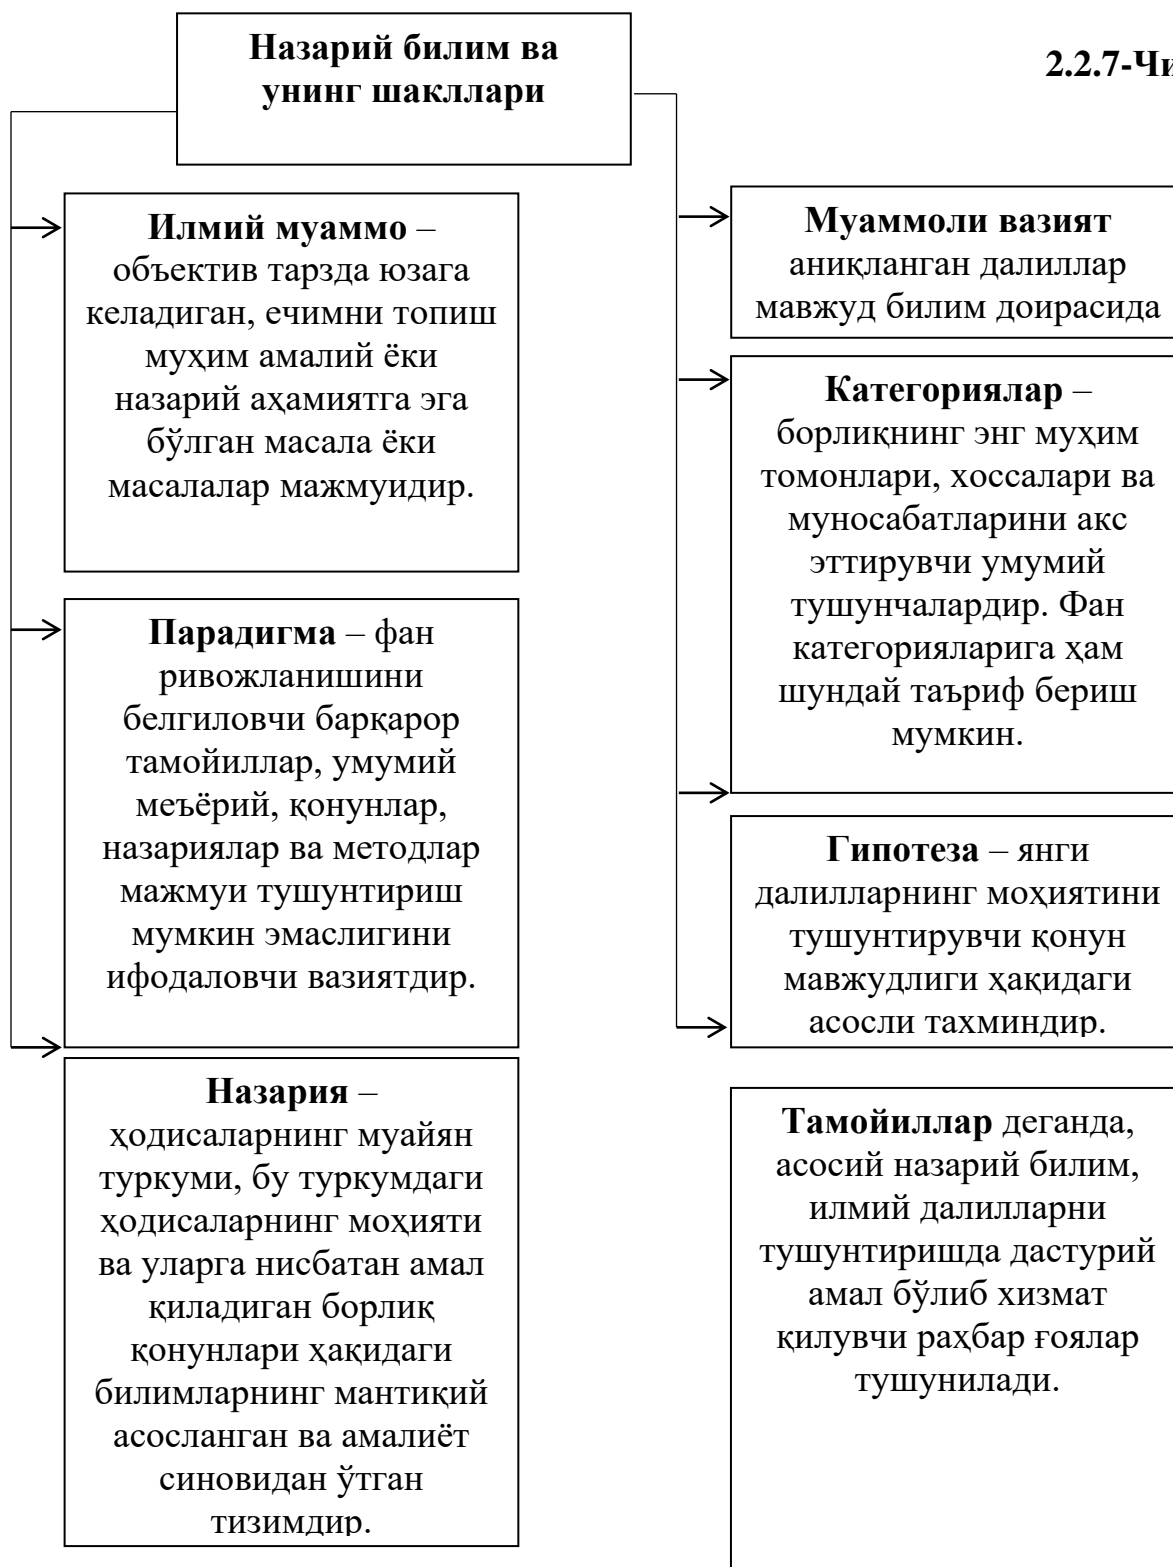 Назарий билим ва
унинг шакллари
2.2.7-Чи
Илмий муаммо –
объектив тарзда юзага
келадиган, ечимни топиш
муҳим амалий ёки
назарий аҳамиятга эга
бўлган масала ёки
масалалар мажмуидир.
Муаммоли вазият
аниқланган далиллар
мавжуд билим доирасида
Категориялар –
борлиқнинг энг муҳим
томонлари, хоссалари ва
муносабатларини акс
эттирувчи умумий
тушунчалардир. Фан
категорияларига ҳам
шундай таъриф бериш
мумкин.
Парадигма – фан
ривожланишини
белгиловчи барқарор
тамойиллар, умумий
меъёрий, қонунлар,
назариялар ва методлар
мажмуи тушунтириш
мумкин эмаслигини
ифодаловчи вазиятдир.
Гипотеза – янги
далилларнинг моҳиятини
тушунтирувчи қонун
мавжудлиги ҳақидаги
асосли тахминдир.
Назария –
ҳодисаларнинг муайян
туркуми, бу туркумдаги
ҳодисаларнинг моҳияти
ва уларга нисбатан амал
қиладиган борлиқ
қонунлари ҳақидаги
билимларнинг мантиқий
асосланган ва амалиёт
синовидан ўтган
тизимдир.
Тамойиллар деганда,
асосий назарий билим,
илмий далилларни
тушунтиришда дастурий
амал бўлиб хизмат
қилувчи раҳбар ғоялар
тушунилади.